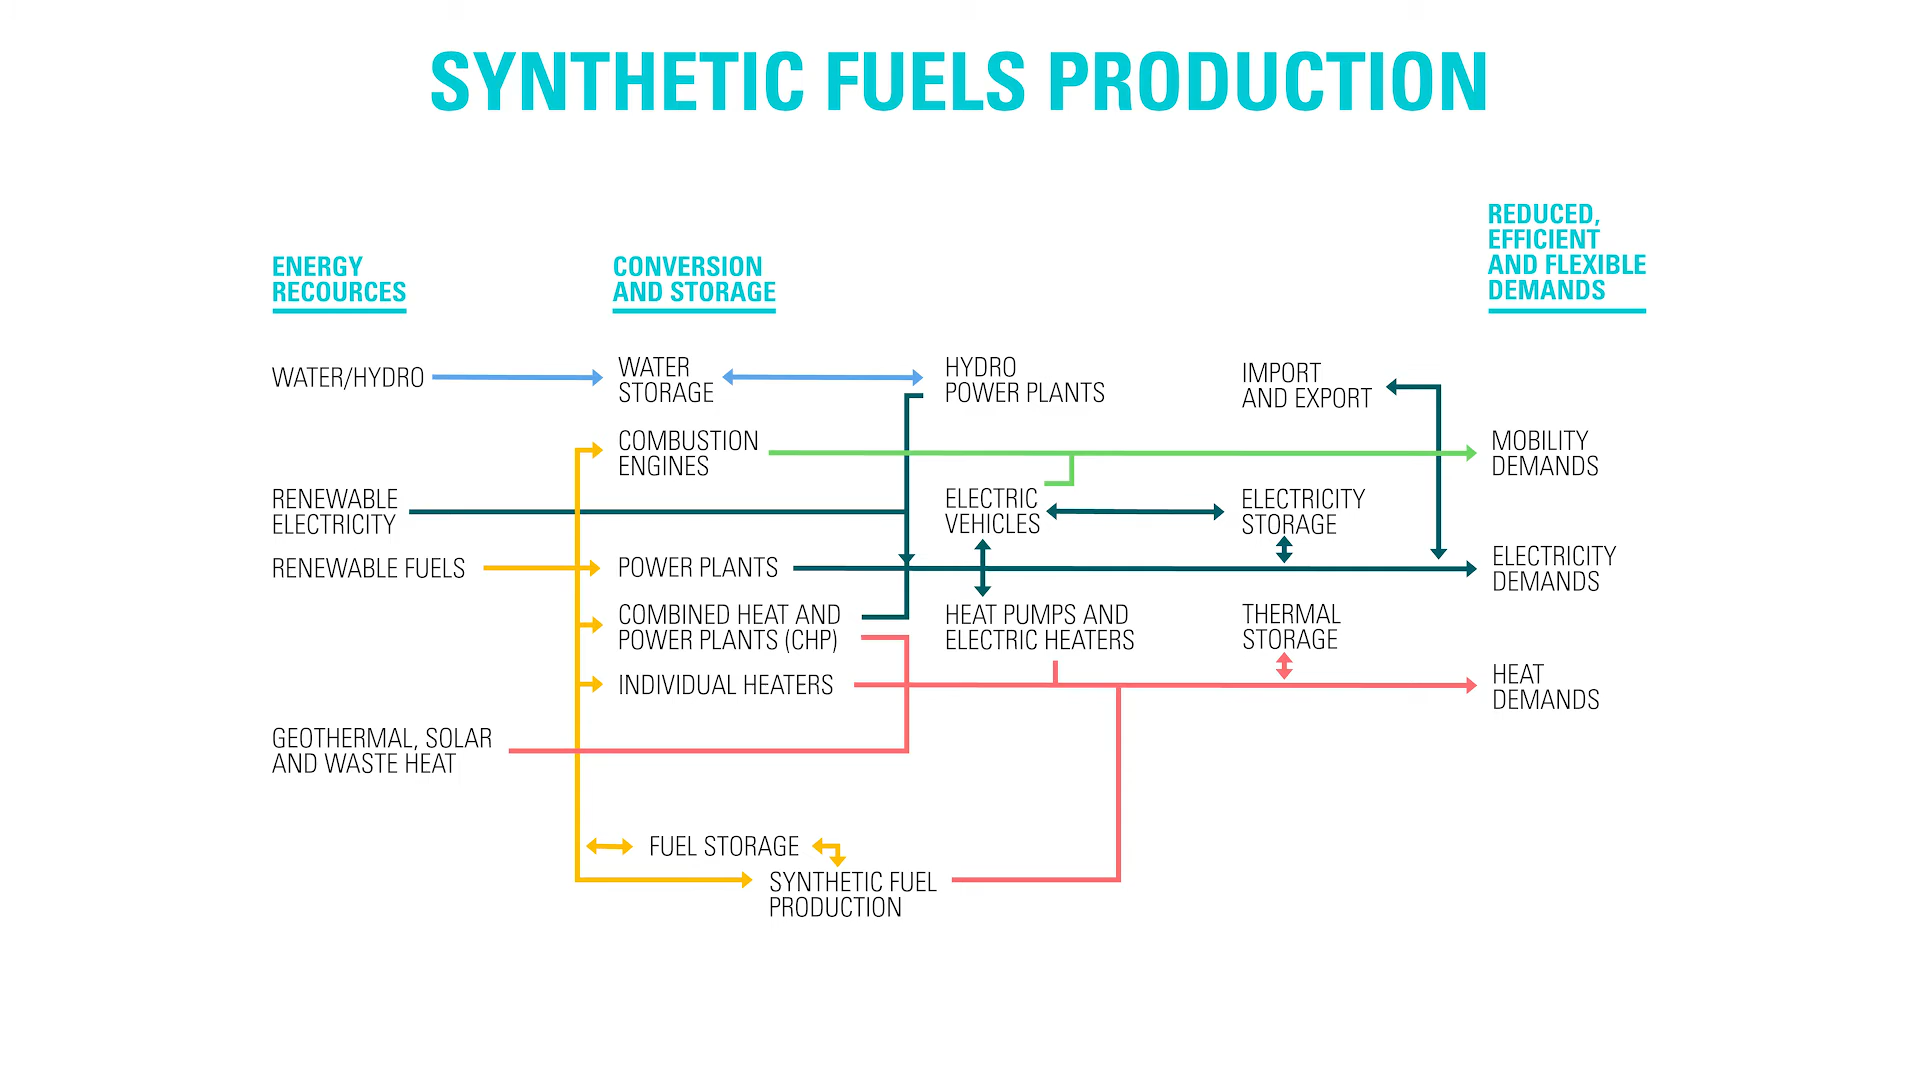 SYNTHETIC FUELS PRODUCTION
ENERGY
RECOURCES
CONVERSION
AND STORAGE
REDUCED,
EFFICIENT
AND FLEXIBLE
DEMANDS
WATER/HYDRO
WATER
STORAGE
HYDRO
POWER PLANTS
IMPORT
AND EXPORT
COMBUSTION
ENGINES
MOBILITY
DEMANDS
RENEWABLE
ELECTRICITY
ELECTRIC
VEHICLES
ELECTRICITY
STORAGE
RENEWABLE FUELS
POWER PLANTS
ELECTRICITY
DEMANDS
COMBINED HEAT AND
POWER PLANTS (CHP)
HEAT PUMPS AND
ELECTRIC HEATERS
THERMAL
STORAGE
INDIVIDUAL HEATERS
HEAT
DEMANDS
GEOTHERMAL, SOLAR
AND WASTE HEAT
FUEL STORAGE
SYNTHETIC FUEL
PRODUCTION